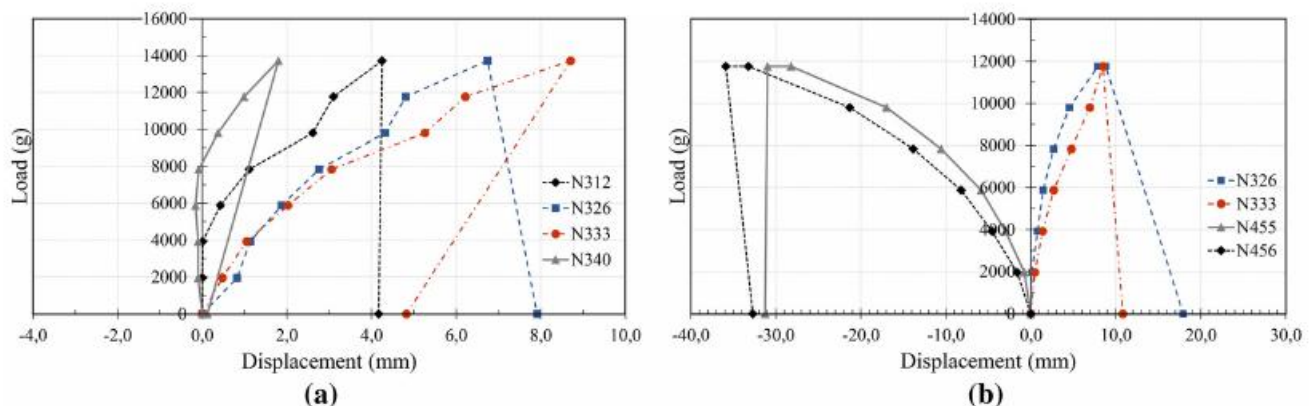 16000
14000
12000
10000
8000
6000
4000
2000
0
-4,0 -2,0 0,0 2,0 4,0 6,0 8,0 10,0
Load (g)
Displacement (mm)
N312
N326
N333
N340
(a)
14000
12000
10000
8000
6000
4000
2000
0
-40,0 -30,0 -20,0 -10,0 0,0 10,0 20,0 30,0
Load (g)
Displacement (mm)
N326
N333
N455
N456
(b)